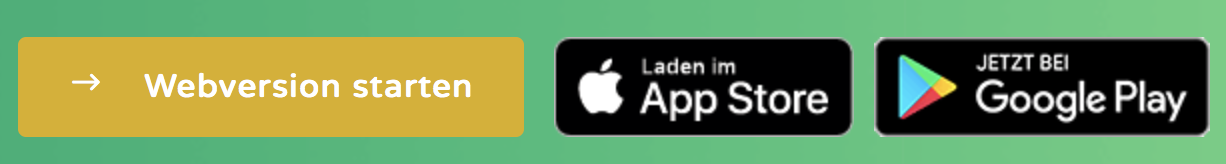 → Webversion starten
Laden im
App Store
JETZT BEI
Google Play